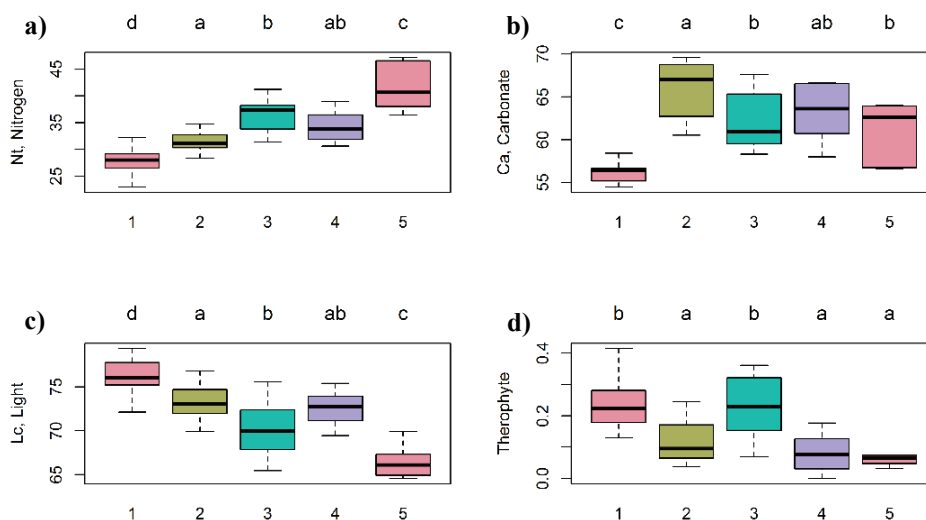 a)
d a b ab c
Nt, Nitrogen
45
35
25
1 2 3 4 5
b)
c a b ab b
Ca, Carbonate
70
65
60
55
1 2 3 4 5
c)
d a b ab c
Lc, Light
75
70
65
1 2 3 4 5
d)
b a b a a
Therophyte
0.4
0.2
0.0
1 2 3 4 5